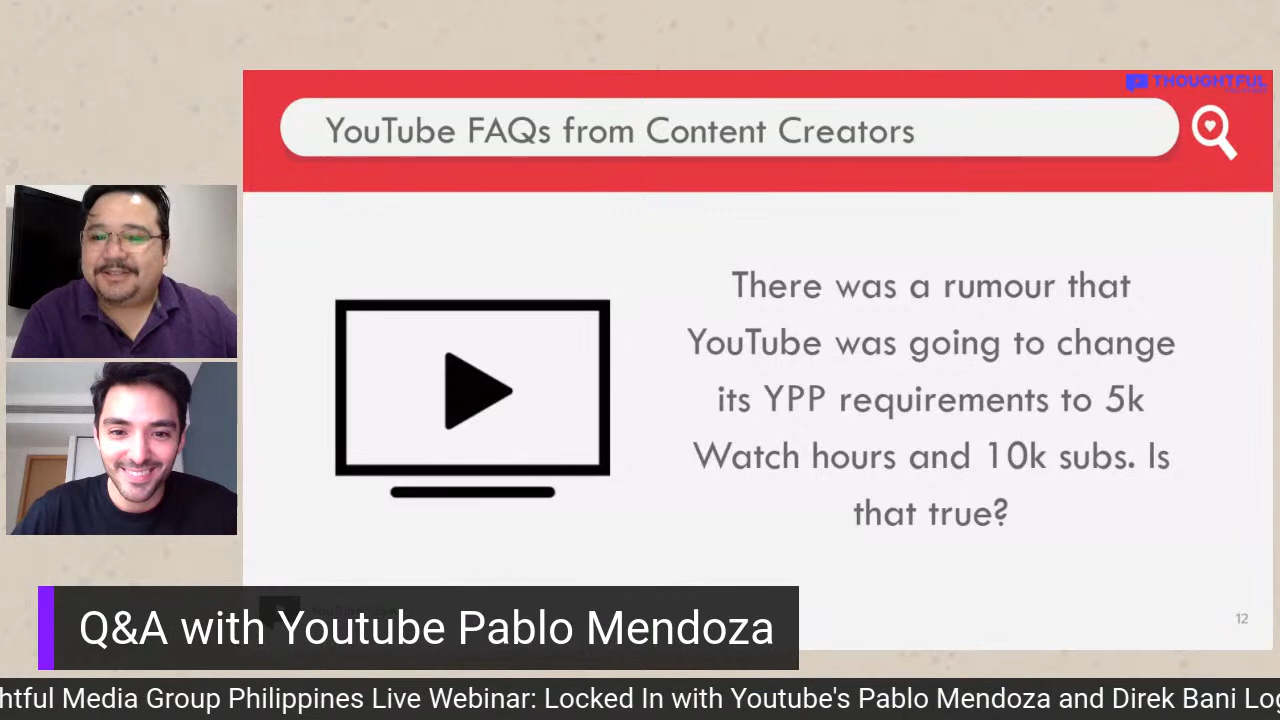 THOUGHTFUL
YouTube FAQs from Content Creators
There was a rumour that
YouTube was going to change
its YPP requirements to 5k
Watch hours and 10k subs. Is
that true?
12
Q&A with Youtube Pablo Mendoza
htful Media Group Philippines Live Webinar: Locked In with Youtube's Pablo Mendoza and Direk Bani Log